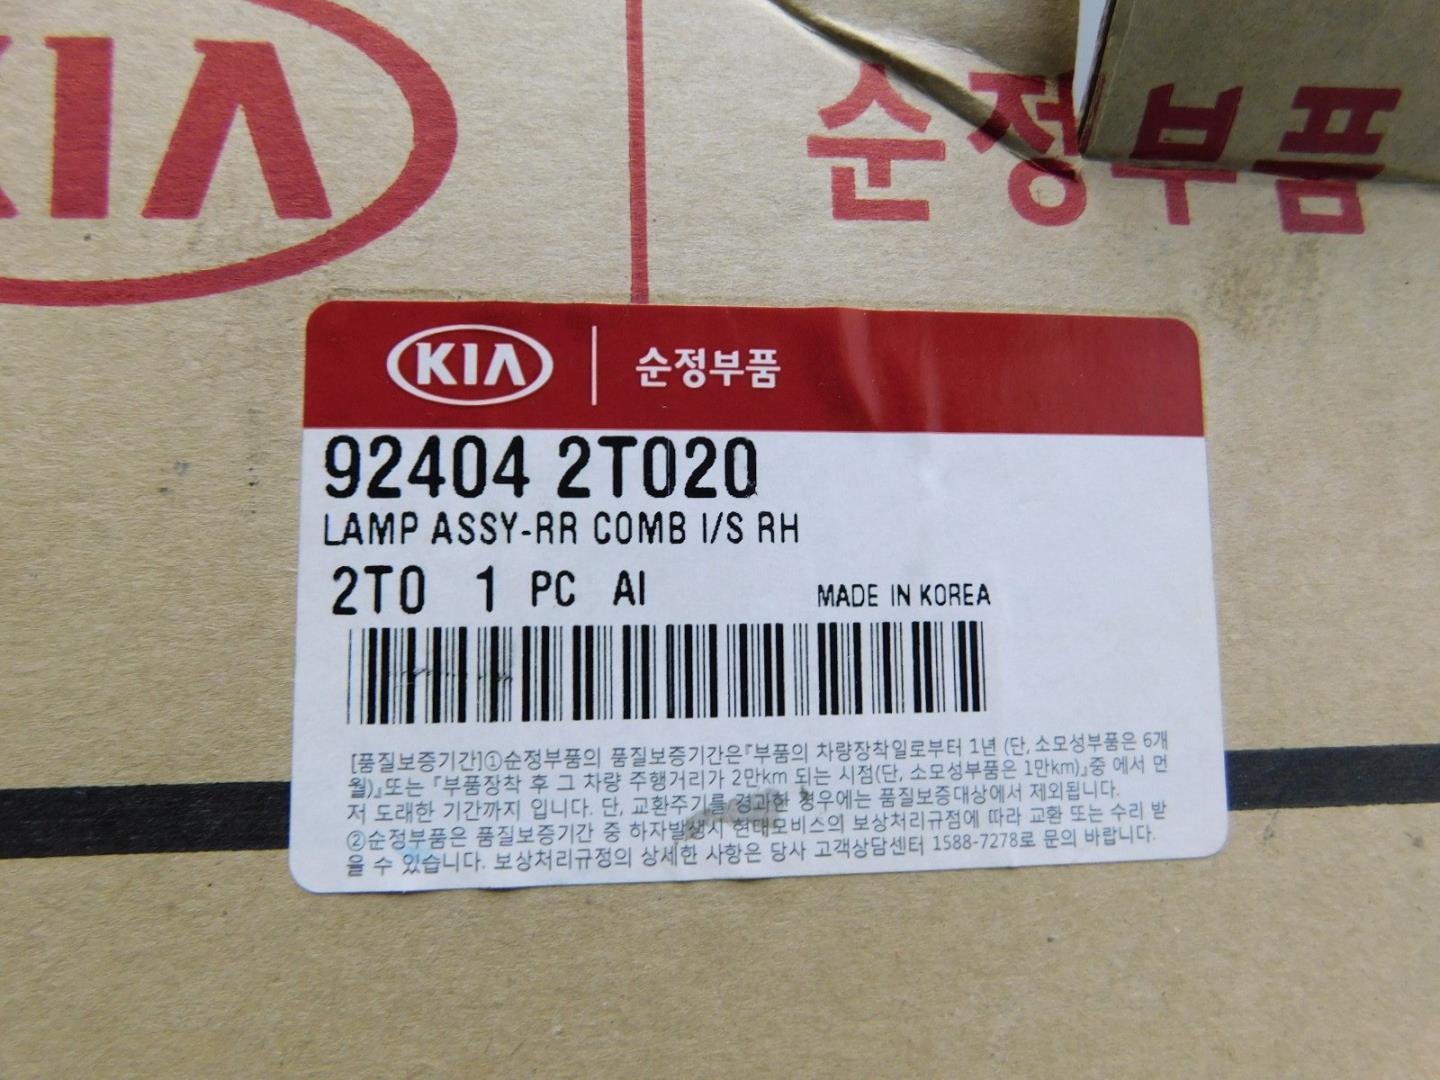 KIA 순정부품
KIA 순정부품
92404 2T020
LAMP ASSY-RR COMB I/S RH
2T0 1 PC AI MADE IN KOREA
[품질보증기간]①순정부품의 품질보증기간은『부품의 차량장착일로부터 1년 (단, 소모성부품은 6개
월)』또는『부품장착 후 그 차량 주행거리가 2만km 되는 시점(단, 소모성부품은 1만km)』중 에서 먼
저 도래한 기간까지 입니다. 단, 교환주기를 경과한 경우에는 품질보증대상에서 제외됩니다.
②순정부품은 품질보증기간 중 하자발생시 현대모비스의 보상처리규점에 따라 교환 또는 수리 받
을 수 있습니다. 보상처리규정의 상세한 사항은 당사 고객상담센터 1588-7278로 문의 바랍니다.